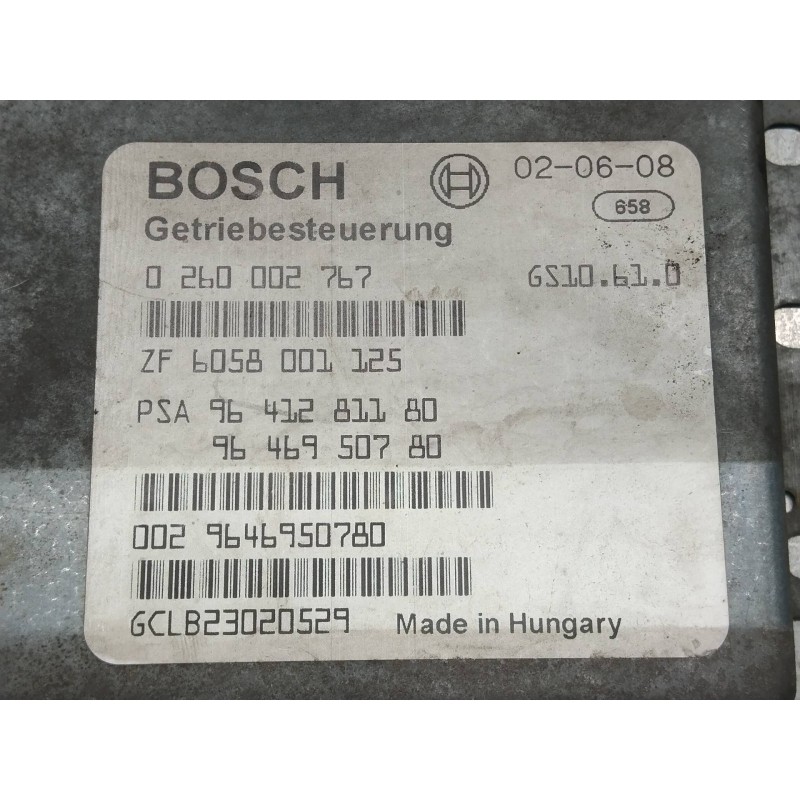 BOSCH 02-06-08
658
Getriebesteuerung
0 260 002 767 GS10.61.0
ZF 6058 001 125
PSA 96 412 811 80
96 469 507 80
002 9646950780
GCLB23020529 Made in Hungary